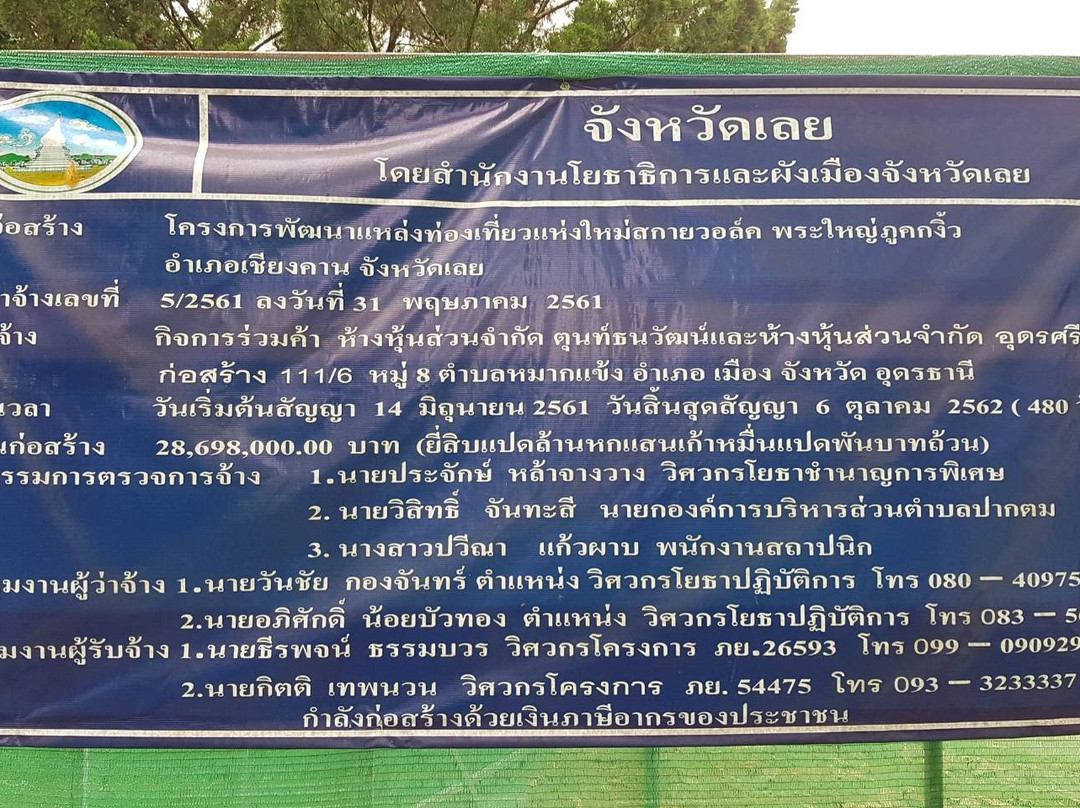 จังหวัดเลย
โดยสำนักงานโยธาธิการและผังเมืองจังหวัดเลย
ก่อสร้าง โครงการพัฒนาแหล่งท่องเที่ยวแห่งใหม่สกายวอล์ค พระใหญ่ภูคกงิ้ว
อำเภอเชียงคาน จังหวัดเลย
จ้างเลขที่ 5/2561 ลงวันที่ 31 พฤษภาคม 2561
จ้าง กิจการร่วมค้า ห้างหุ้นส่วนจำกัด ตุนท์ธนวัฒน์และห้างหุ้นส่วนจำกัด อุดรศรี
ก่อสร้าง 111/6 หมู่ 8 ตำบลหมากแข้ง อำเภอ เมือง จังหวัด อุดรธานี
เวลา วันเริ่มต้นสัญญา 14 มิถุนายน 2561 วันสิ้นสุดสัญญา 6 ตุลาคม 2562 ( 480
ก่อสร้าง 28,698,000.00 บาท (ยี่สิบแปดล้านหกแสนเก้าหมื่นแปดพันบาทถ้วน)
รรมการตรวจการจ้าง 1.นายประจักษ์ หล้าจางวาง วิศวกรโยธาชำนาญการพิเศษ
2. นายวิสิทธิ์ จันทะสี นายกองค์การบริหารส่วนตำบลปากตม
3. นางสาวปวีณา แก้วผาบ พนักงานสถาปนิก
มงานผู้ว่าจ้าง 1.นายวันชัย กองจันทร์ ตำแหน่ง วิศวกรโยธาปฏิบัติการ โทร 080 - 40975
2.นายอภิศักดิ์ น้อยบัวทอง ตำแหน่ง วิศวกรโยธาปฏิบัติการ โทร 083 - 5
มงานผู้รับจ้าง 1.นายธีรพจน์ ธรรมบวร วิศวกรโครงการ ภย.26593 โทร 099 - 090929
2.นายกิตติ เทพนวน วิศวกรโครงการ ภย. 54475 โทร 093 - 3233337
กำลังก่อสร้างด้วยเงินภาษีอากรของประชาชน